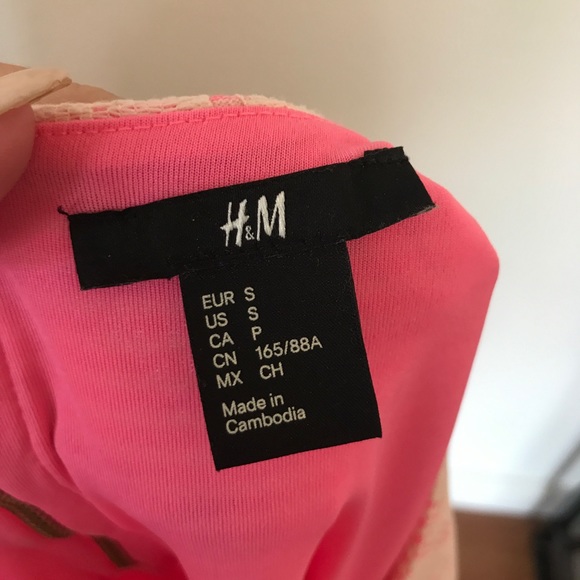 H&M
EUR S
US S
CA P
CN 165/88A
MX CH
Made in
Cambodia